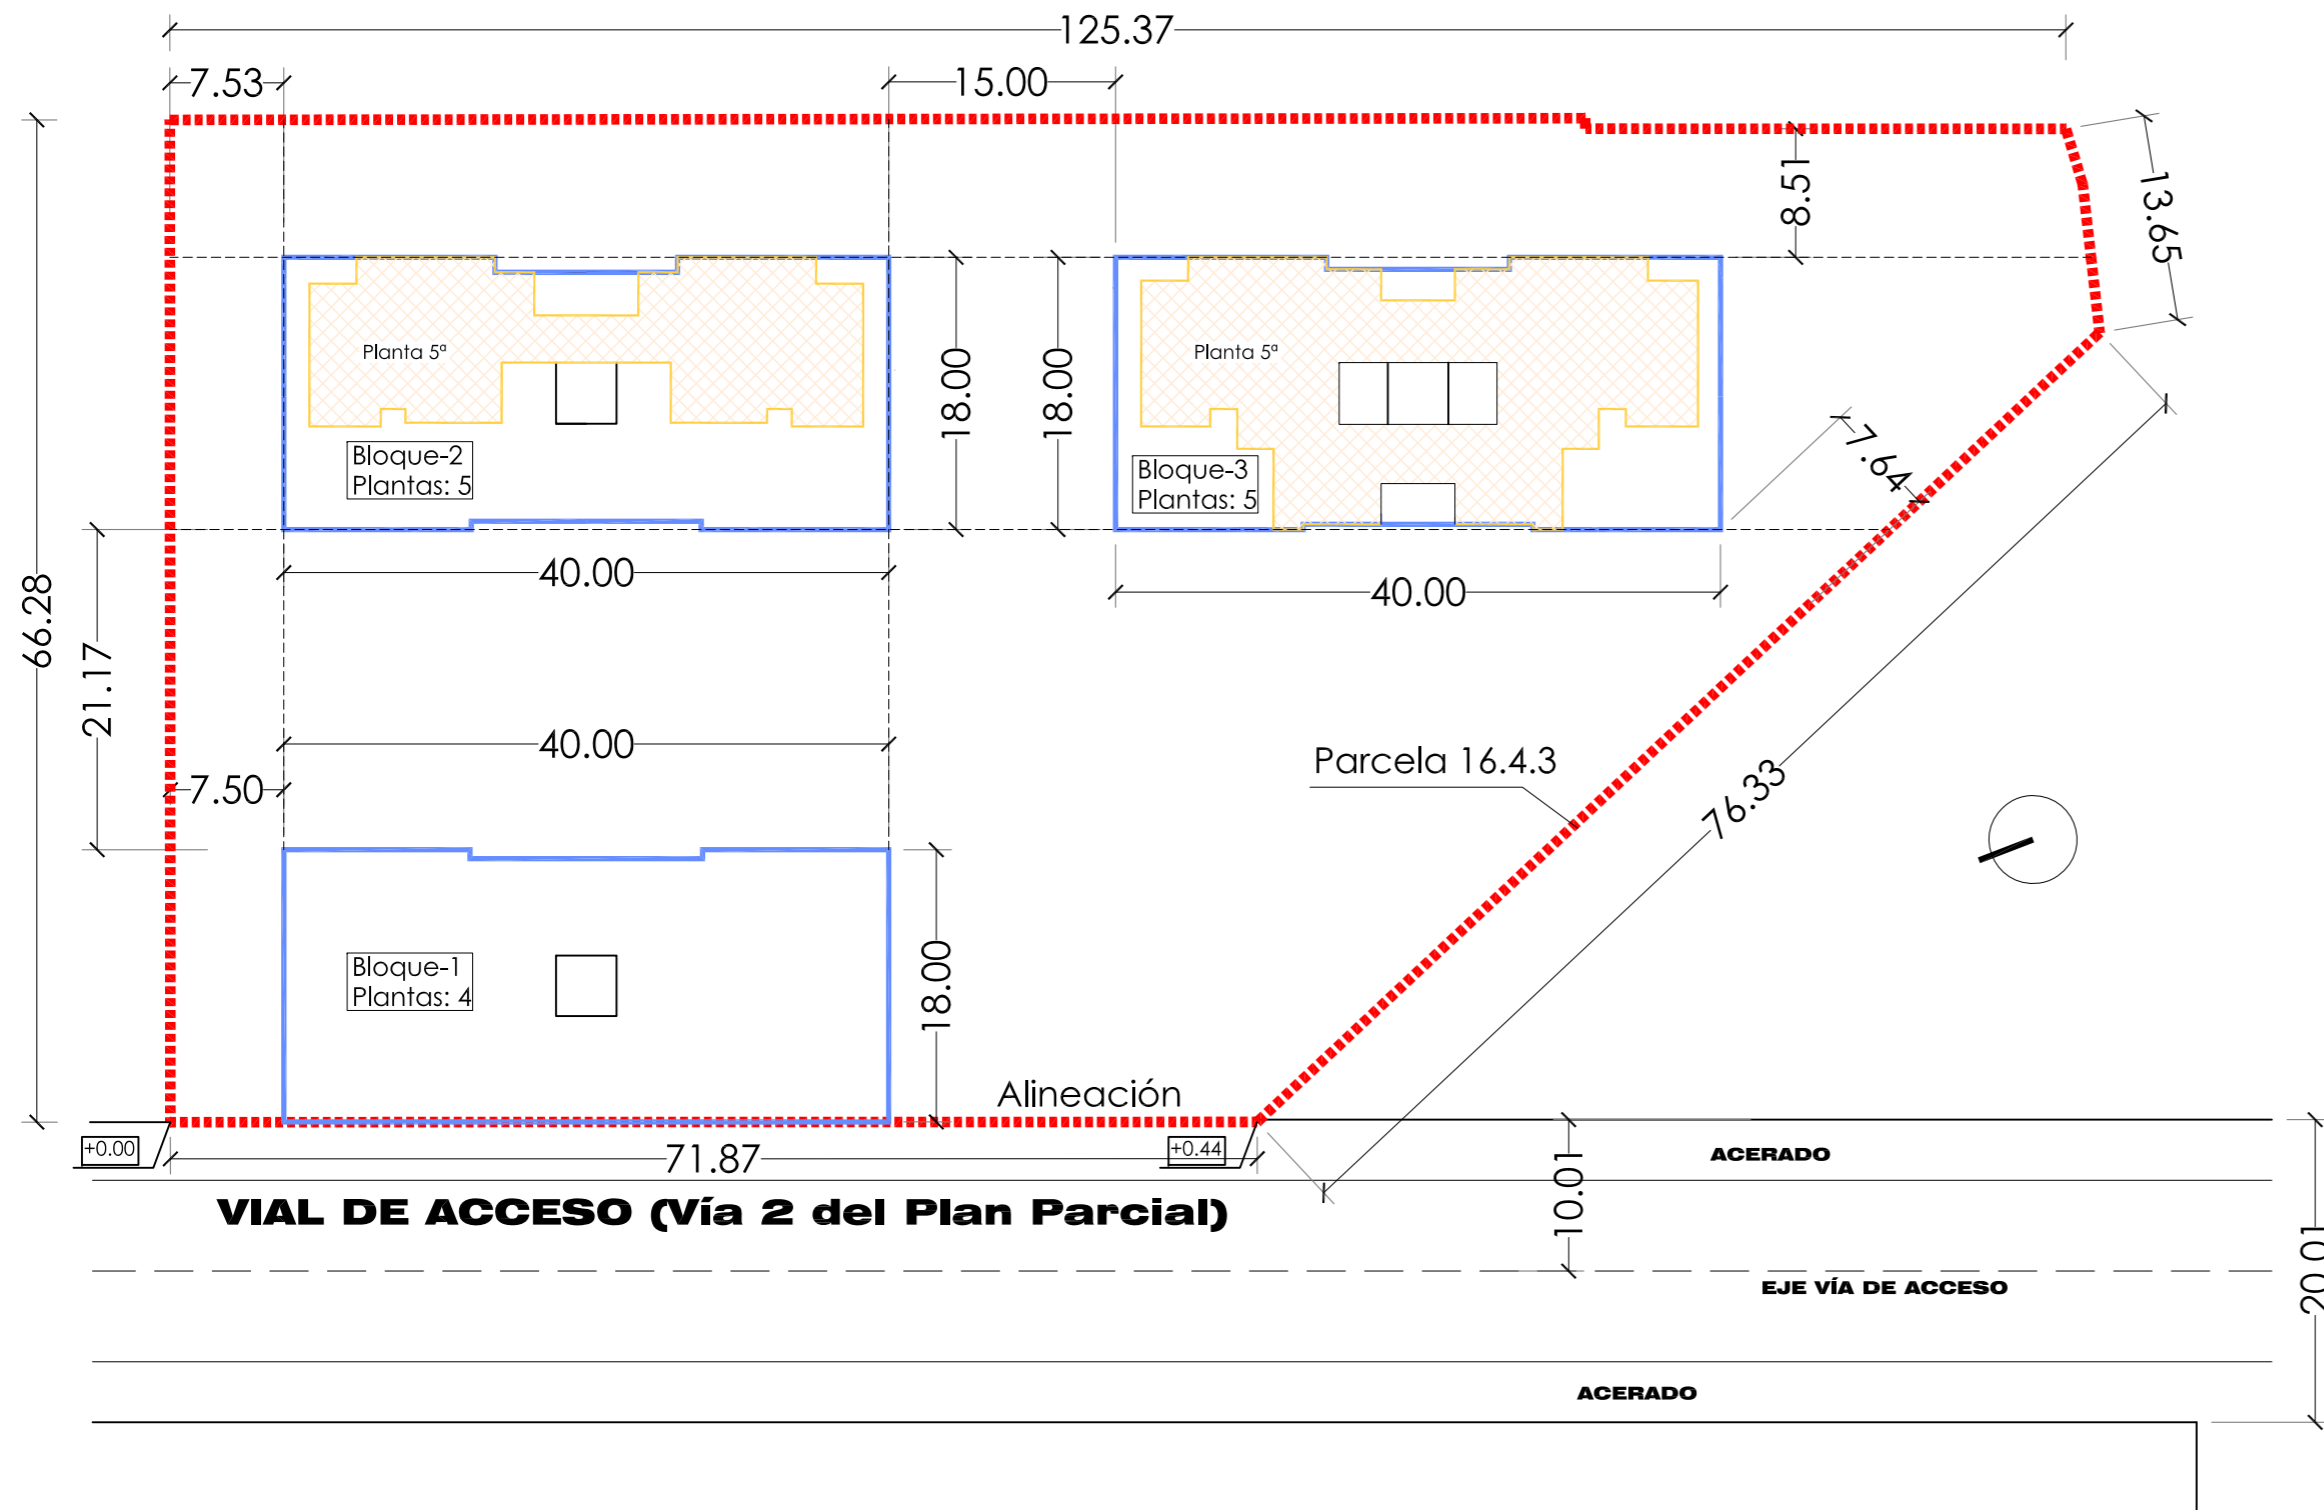 125.37
7.53
15.00
8.51
13.65
Planta 5ª
Planta 5ª
18.00
18.00
7.64
Bloque-2
Plantas: 5
Bloque-3
Plantas: 5
40.00
40.00
66.28
21.17
40.00
7.50
Parcela 16.4.3
76.33
Bloque-1
Plantas: 4
18.00
Alineación
+0.00
71.87
+0.44
ACERADO
10.01
VIAL DE ACCESO (Vía 2 del Plan Parcial)
20.01
EJE VÍA DE ACCESO
ACERADO